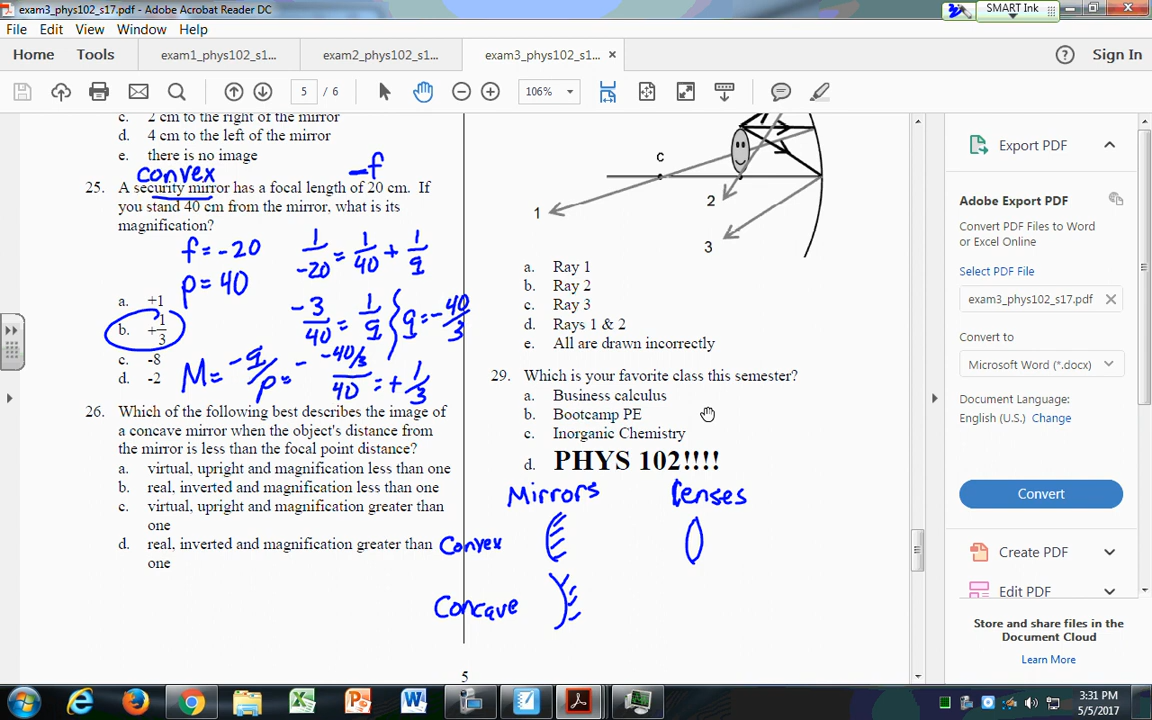 exam3_phys102_s17.pdf - Adobe Acrobat Reader DC
SMART Ink
File Edit View Window Help
Home Tools exam1_phys102_s1... exam2_phys102_s1... exam3_phys102_s1... × Sign In
5 / 6 106%
c. 2 cm to the right of the mirror
d. 4 cm to the left of the mirror
e. there is no image
convex -f
25. A security mirror has a focal length of 20 cm. If
you stand 40 cm from the mirror, what is its
magnification?
f = -20 1/-20 = 1/40 + 1/q
p = 40
a. +1
-3/40 = 1/q } q = -40/3
b. +1/3
c. -8
d. -2
M = -q/p = - -40/3/40 = + 1/3
26. Which of the following best describes the image of
a concave mirror when the object's distance from
the mirror is less than the focal point distance?
a. virtual, upright and magnification less than one
b. real, inverted and magnification less than one
c. virtual, upright and magnification greater than
one
d. real, inverted and magnification greater than
one
c
1
2
3
a. Ray 1
b. Ray 2
c. Ray 3
d. Rays 1 & 2
e. All are drawn incorrectly
29. Which is your favorite class this semester?
a. Business calculus
b. Bootcamp PE
c. Inorganic Chemistry
d. PHYS 102!!!!
Mirrors Lenses
Convex
Concave
5
Export PDF
Adobe Export PDF
Convert PDF Files to Word
or Excel Online
Select PDF File
exam3_phys102_s17.pdf ×
Convert to
Microsoft Word (*.docx)
Document Language:
English (U.S.) Change
Convert
Create PDF
Edit PDF
Store and share files in the
Document Cloud
Learn More
3:31 PM
5/5/2017